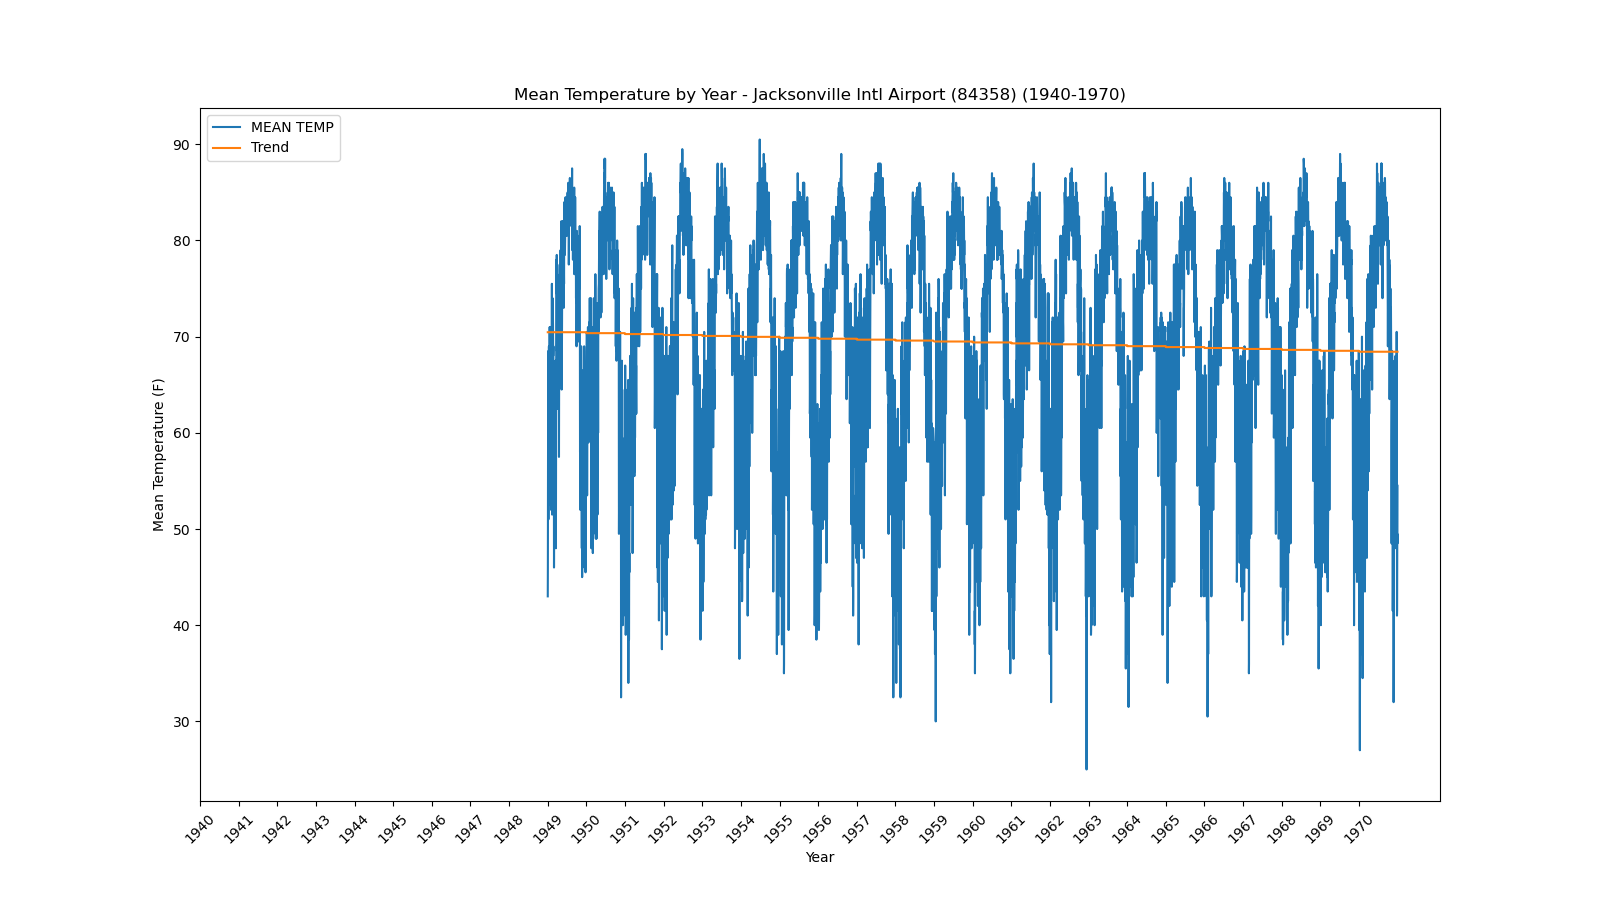 Mean Temperature by Year - Jacksonville Intl Airport (84358) (1940-1970)
MEAN TEMP
Trend
90
80
70
60
50
40
30
Mean Temperature (F)
1940 1941 1942 1943 1944 1945 1946 1947 1948 1949 1950 1951 1952 1953 1954 1955 1956 1957 1958 1959 1960 1961 1962 1963 1964 1965 1966 1967 1968 1969 1970
Year